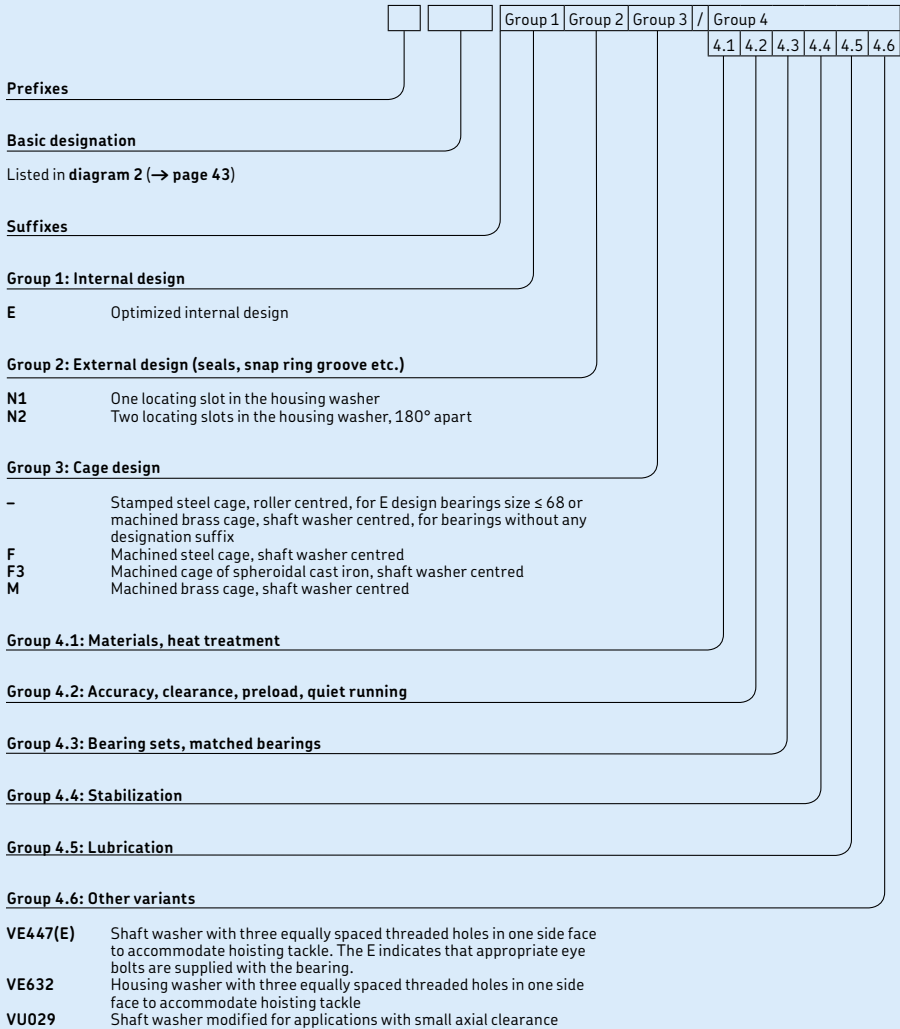 Group 1 Group 2 Group 3 / Group 4
4.1 4.2 4.3 4.4 4.5 4.6
Prefixes
Basic designation
Listed in diagram 2 (→ page 43)
Suffixes
Group 1: Internal design
E Optimized internal design
Group 2: External design (seals, snap ring groove etc.)
N1 One locating slot in the housing washer
N2 Two locating slots in the housing washer, 180° apart
Group 3: Cage design
– Stamped steel cage, roller centred, for E design bearings size ≤ 68 or
machined brass cage, shaft washer centred, for bearings without any
designation suffix
F Machined steel cage, shaft washer centred
F3 Machined cage of spheroidal cast iron, shaft washer centred
M Machined brass cage, shaft washer centred
Group 4.1: Materials, heat treatment
Group 4.2: Accuracy, clearance, preload, quiet running
Group 4.3: Bearing sets, matched bearings
Group 4.4: Stabilization
Group 4.5: Lubrication
Group 4.6: Other variants
VE447(E) Shaft washer with three equally spaced threaded holes in one side face
to accommodate hoisting tackle. The E indicates that appropriate eye
bolts are supplied with the bearing.
VE632 Housing washer with three equally spaced threaded holes in one side
face to accommodate hoisting tackle
VU029 Shaft washer modified for applications with small axial clearance